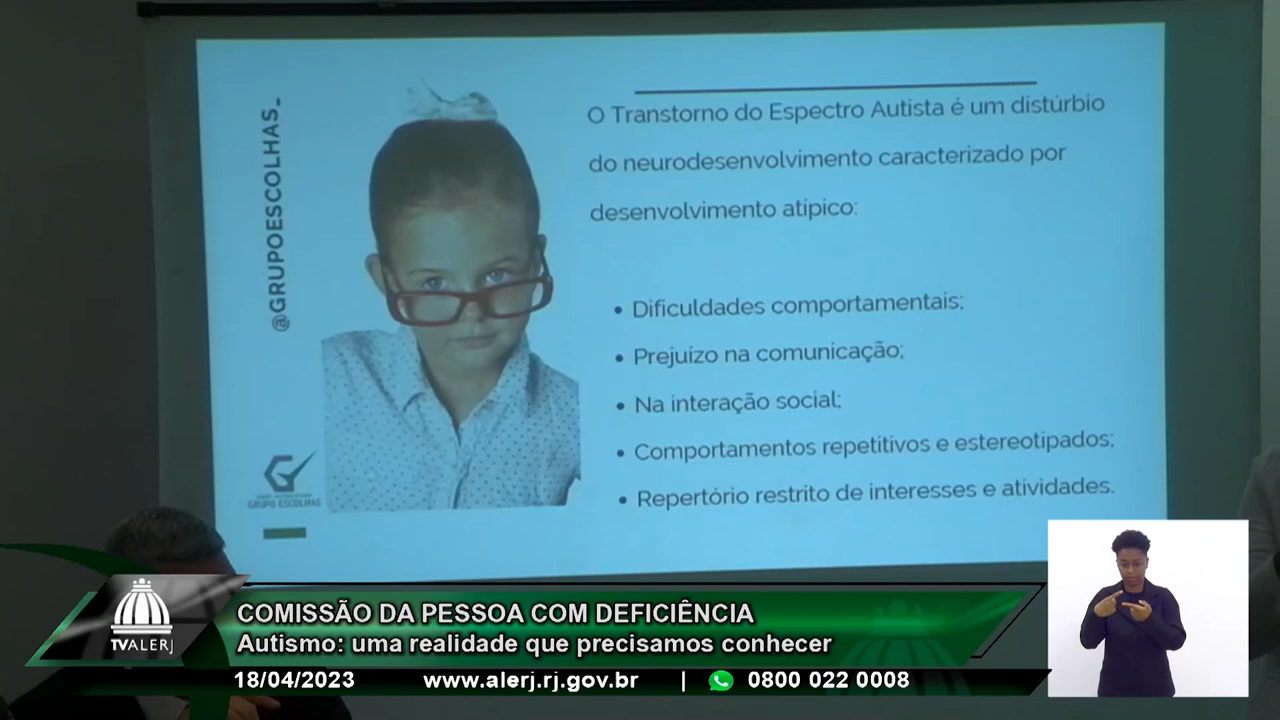 @GRUPOESCOLHAS_
O Transtorno do Espectro Autista é um distúrbio
do neurodesenvolvimento caracterizado por
desenvolvimento atípico:
• Dificuldades comportamentais;
• Prejuízo na comunicação;
• Na interação social;
• Comportamentos repetitivos e estereotipados;
• Repertório restrito de interesses e atividades.
GRUPO ESCOLHAS
TVALERJ
COMISSÃO DA PESSOA COM DEFICIÊNCIA
Autismo: uma realidade que precisamos conhecer
18/04/2023 www.alerj.rj.gov.br | 0800 022 0008